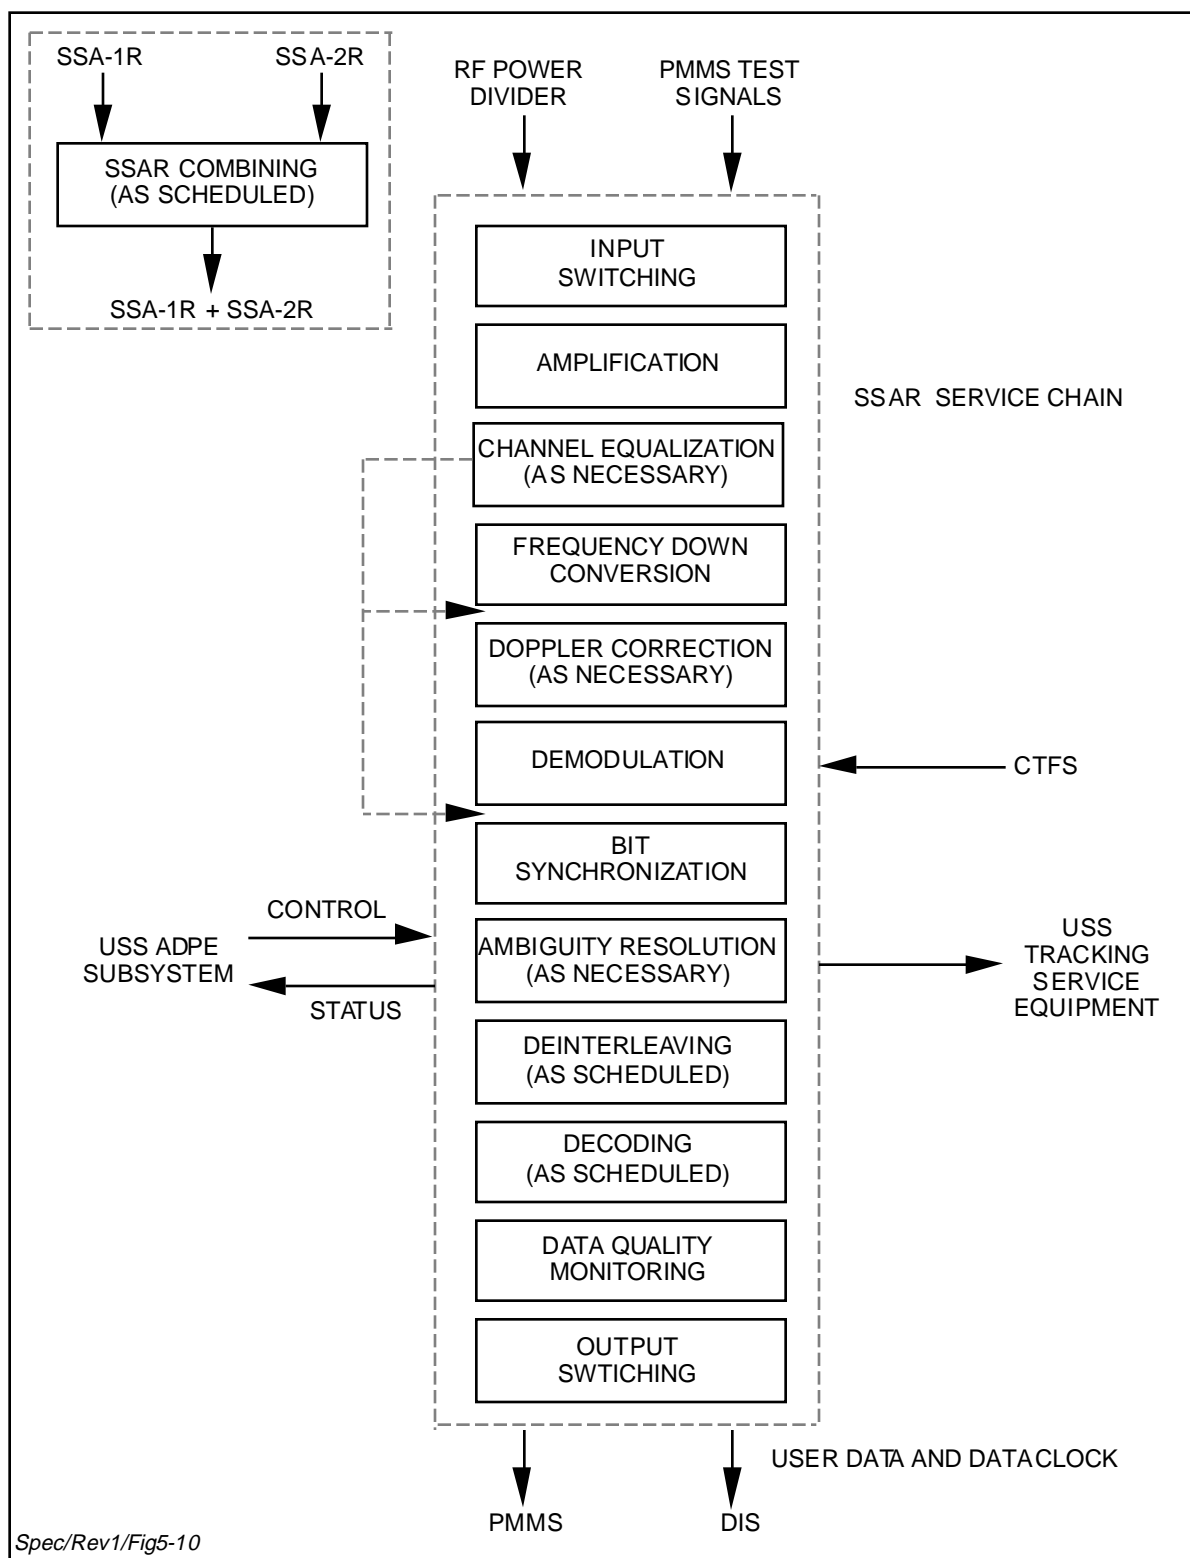 SSA-1R
SSA-2R
SSAR COMBINING
(AS SCHEDULED)
SSA-1R + SSA-2R
RF POWER
DIVIDER
PMMS TEST
SIGNALS
INPUT
SWITCHING
AMPLIFICATION
SSAR SERVICE CHAIN
CHANNEL EQUALIZATION
(AS NECESSARY)
FREQUENCY DOWN
CONVERSION
DOPPLER CORRECTION
(AS NECESSARY)
DEMODULATION
CTFS
BIT
SYNCHRONIZATION
CONTROL
USS ADPE
SUBSYSTEM
STATUS
AMBIGUITY RESOLUTION
(AS NECESSARY)
USS
TRACKING
SERVICE
EQUIPMENT
DEINTERLEAVING
(AS SCHEDULED)
DECODING
(AS SCHEDULED)
DATA QUALITY
MONITORING
OUTPUT
SWTICHING
USER DATA AND DATA CLOCK
PMMS
DIS
Spec/Rev1/Fig5-10